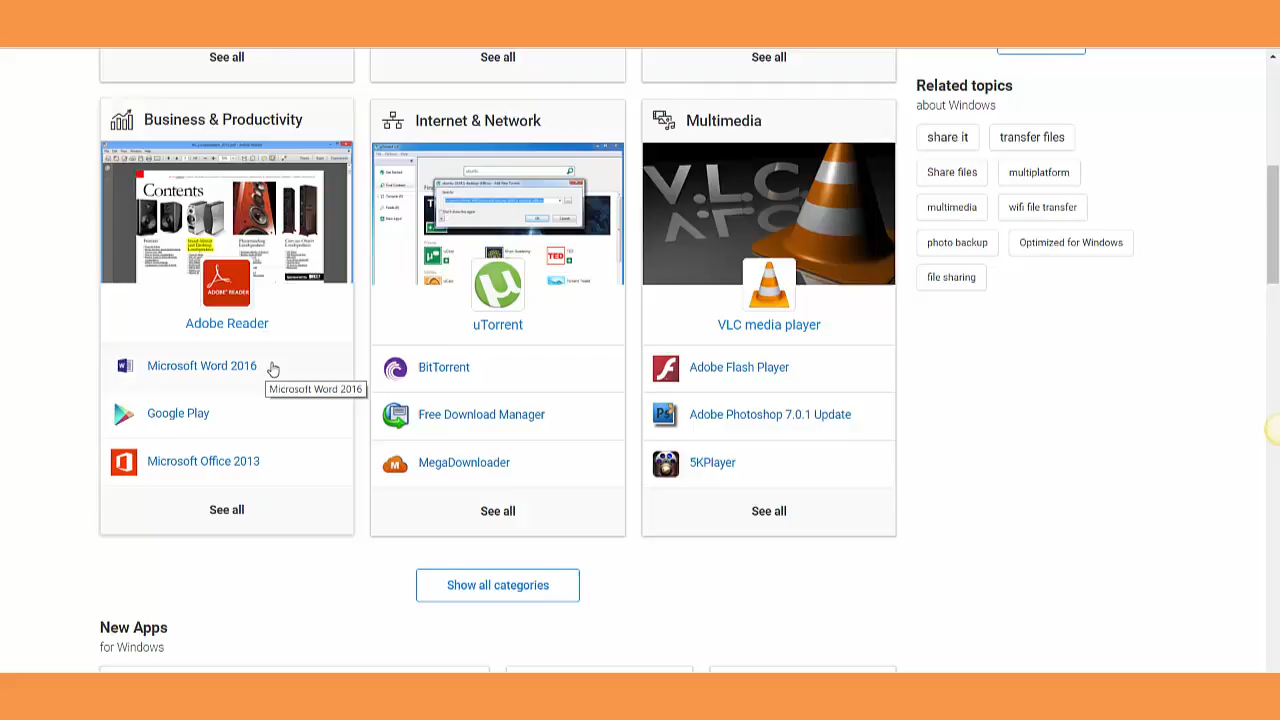 See all
See all
See all
Related topics
about Windows
share it
transfer files
Share files
multiplatform
multimedia
wifi file transfer
photo backup
Optimized for Windows
file sharing
Business & Productivity
Contents
ADOBE READER
Adobe Reader
Microsoft Word 2016
Microsoft Word 2016
Google Play
Microsoft Office 2013
See all
Internet & Network
TED
µ
uTorrent
BitTorrent
Free Download Manager
MegaDownloader
See all
Multimedia
VLC
VLC media player
Adobe Flash Player
Adobe Photoshop 7.0.1 Update
5KPlayer
See all
Show all categories
New Apps
for Windows